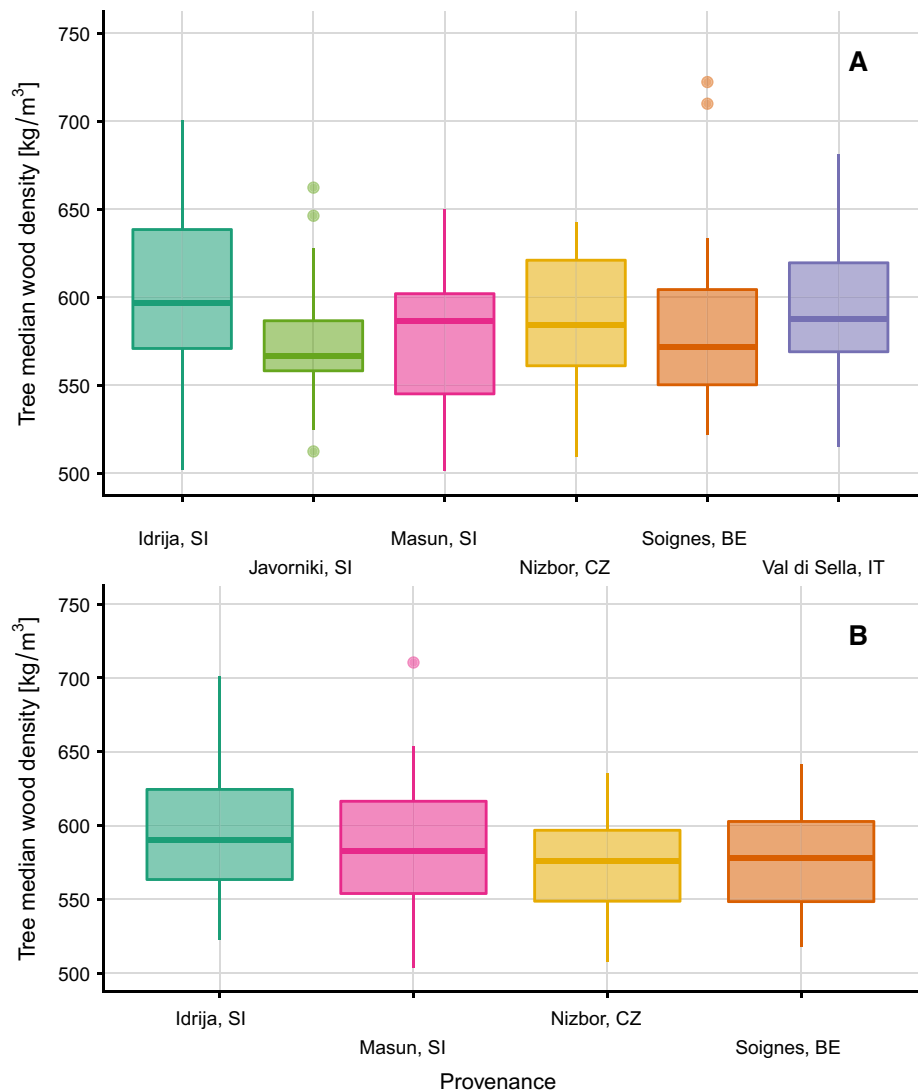 A
Tree median wood density [kg/m³]
750
700
650
600
550
500
Idrija, SI
Masun, SI
Soignes, BE
Javorniki, SI
Nizbor, CZ
Val di Sella, IT
B
Tree median wood density [kg/m³]
750
700
650
600
550
500
Idrija, SI
Nizbor, CZ
Masun, SI
Soignes, BE
Provenance